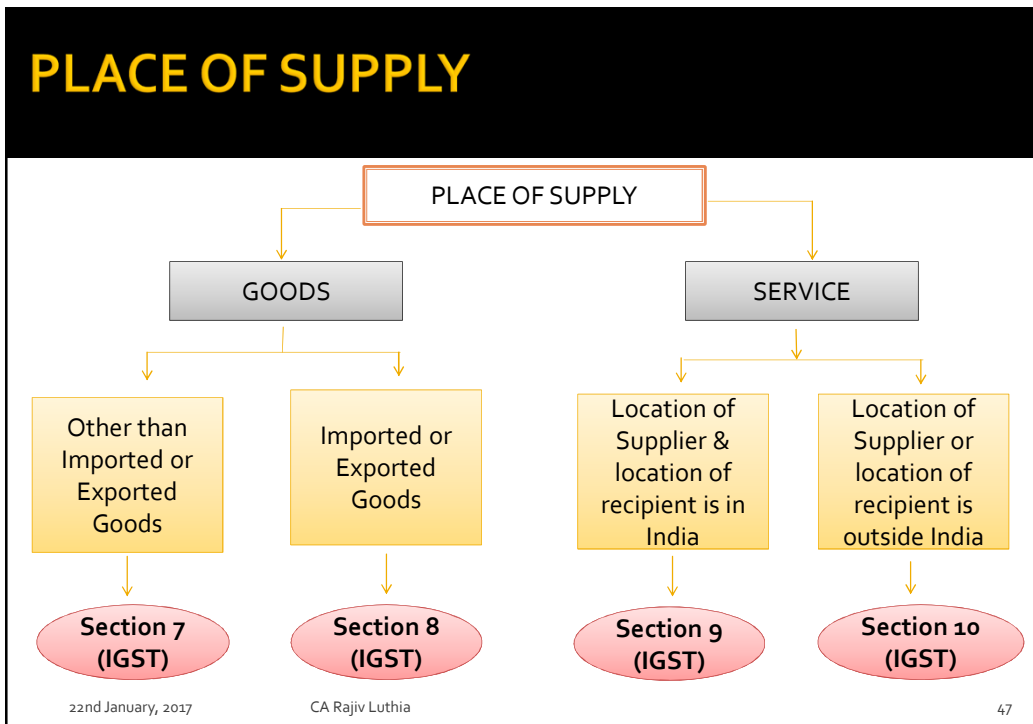 PLACE OF SUPPLY
PLACE OF SUPPLY
GOODS
SERVICE
Other than
Imported or
Exported
Goods
Imported or
Exported
Goods
Location of
Supplier &
location of
recipient is in
India
Location of
Supplier or
location of
recipient is
outside India
Section 7
(IGST)
Section 8
(IGST)
Section 9
(IGST)
Section 10
(IGST)
22nd January, 2017
CA Rajiv Luthia
47